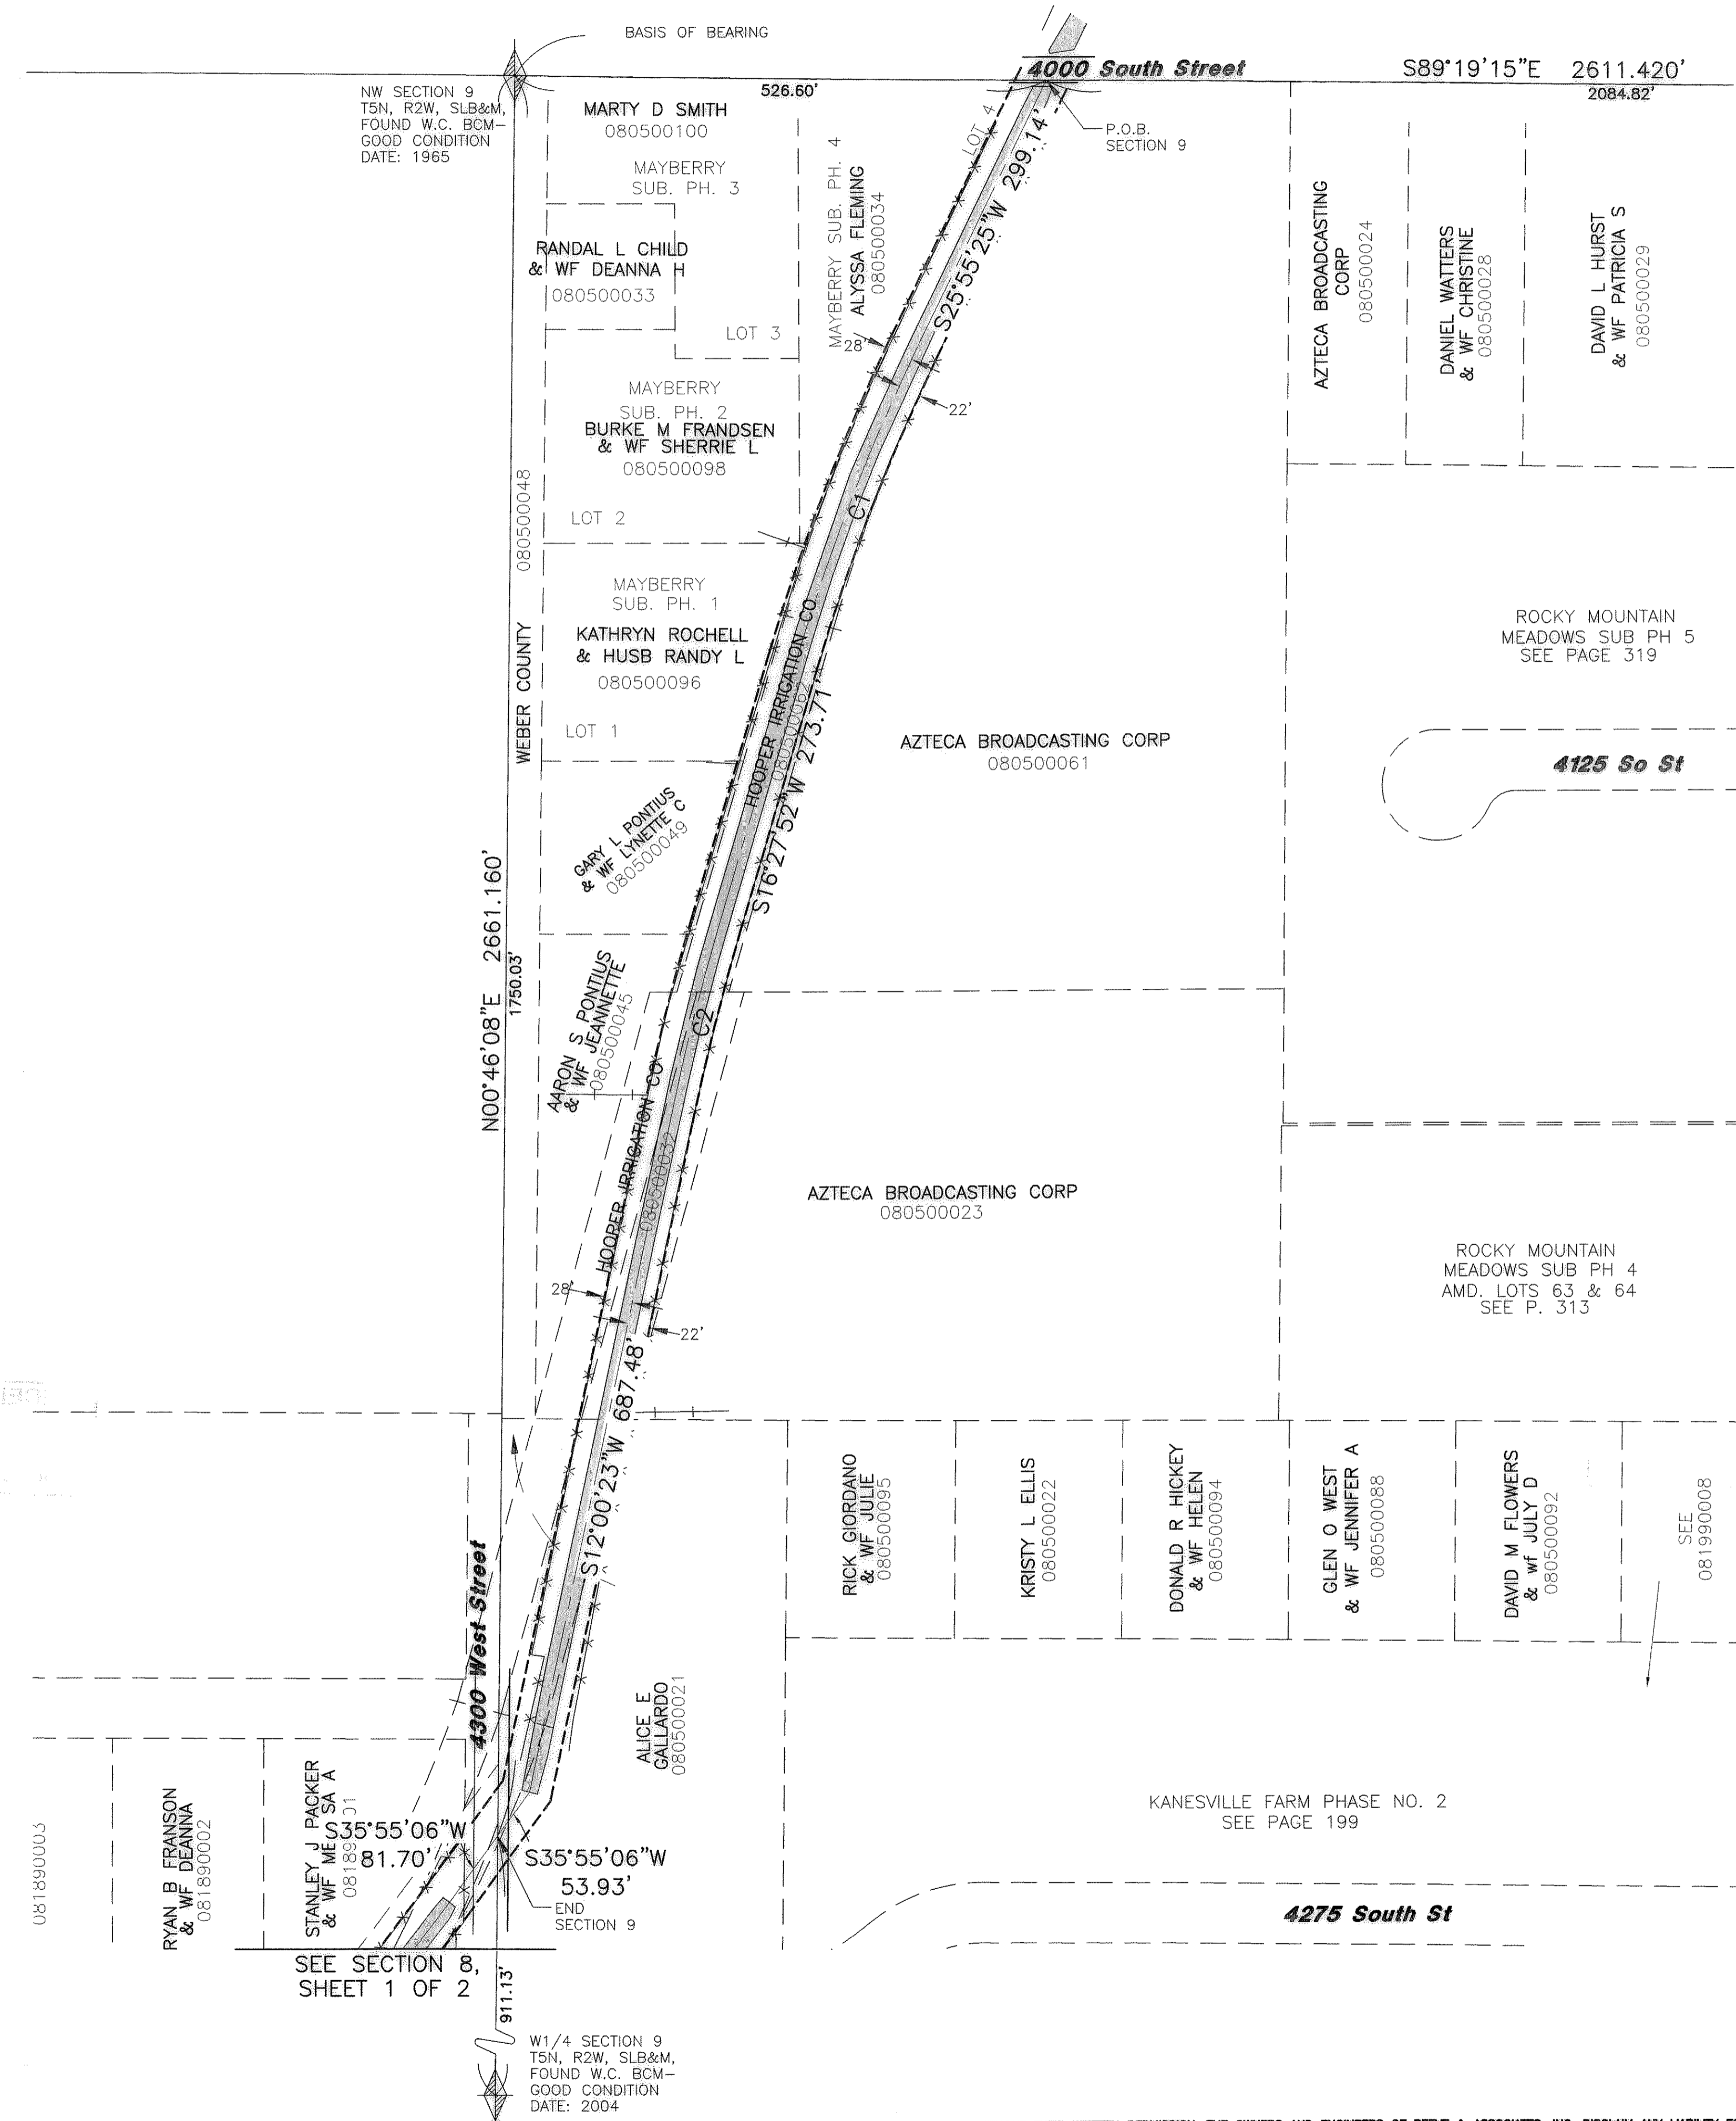 BASIS OF BEARING
4000 South Street
S89°19'15"E 2611.420'
526.60'
2084.82'
NW SECTION 9
T5N, R2W, SLB&M,
FOUND W.C. BCM-
GOOD CONDITION
DATE: 1965
MARTY D SMITH
080500100
MAYBERRY
SUB. PH. 3
P.O.B.
SECTION 9
LOT 4
S25°55'25"W 299.14'
MAYBERRY SUB. PH. 4
ALYSSA FLEMING
080500034
RANDAL L CHILD
& WF DEANNA H
080500033
LOT 3
28'
22'
AZTECA BROADCASTING
CORP
080500024
DANIEL WATTERS
& WF CHRISTINE
080500028
DAVID L HURST
& WF PATRICIA S
080500029
MAYBERRY
SUB. PH. 2
BURKE M FRANDSEN
& WF SHERRIE L
080500098
LOT 2
C1
WEBER COUNTY 080500048
MAYBERRY
SUB. PH. 1
KATHRYN ROCHELL
& HUSB RANDY L
080500096
LOT 1
HOOPER IRRIGATION CO
080500062
S16°27'52"W 273.71'
ROCKY MOUNTAIN
MEADOWS SUB PH 5
SEE PAGE 319
AZTECA BROADCASTING CORP
080500061
4125 So St
GARY L PONTIUS
& WF LYNETTE C
080500049
N00°46'08"E 2661.160'
1750.03'
AARON S PONTIUS
& WF JEANNETTE
080500045
C2
HOOPER IRRIGATION CO
080500032
AZTECA BROADCASTING CORP
080500023
ROCKY MOUNTAIN
MEADOWS SUB PH 4
AMD. LOTS 63 & 64
SEE P. 313
28'
22'
S12°00'23"W 687.48'
RICK GIORDANO
& WF JULIE
080500095
KRISTY L ELLIS
080500022
DONALD R HICKEY
& WF HELEN
080500094
GLEN O WEST
& WF JENNIFER A
080500088
DAVID M FLOWERS
& wf JULY D
080500092
SEE
081990008
4300 West Street
ALICE E
GALLARDO
080500021
081890003
RYAN B FRANSON
& WF DEANNA
081890002
STANLEY J PACKER
& WF ME SA A
08189 01
S35°55'06"W
81.70'
S35°55'06"W
53.93'
END
SECTION 9
KANESVILLE FARM PHASE NO. 2
SEE PAGE 199
4275 South St
SEE SECTION 8,
SHEET 1 OF 2
911.13'
W1/4 SECTION 9
T5N, R2W, SLB&M,
FOUND W.C. BCM-
GOOD CONDITION
DATE: 2004